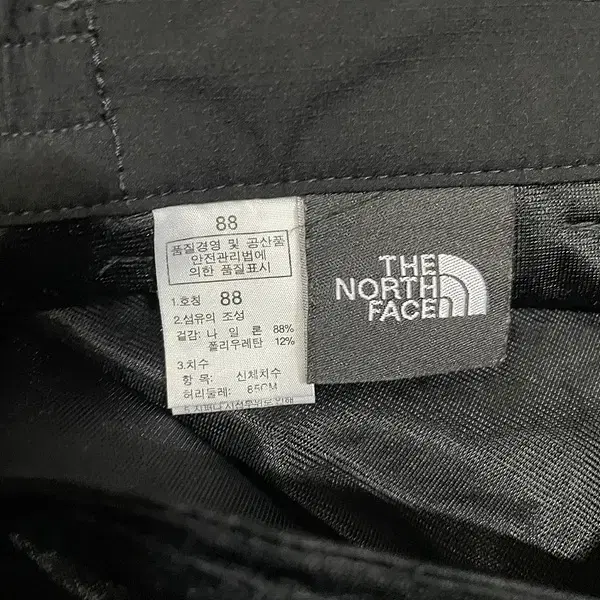 88
품질경영 및 공산품
안전관리법에
의한 품질표시
1.호칭 88
2.섬유의 조성
겉감: 나 일 론 88%
폴리우레탄 12%
3.치수
항 목: 신체치수
허리둘레: 85CM
THE
NORTH
FACE